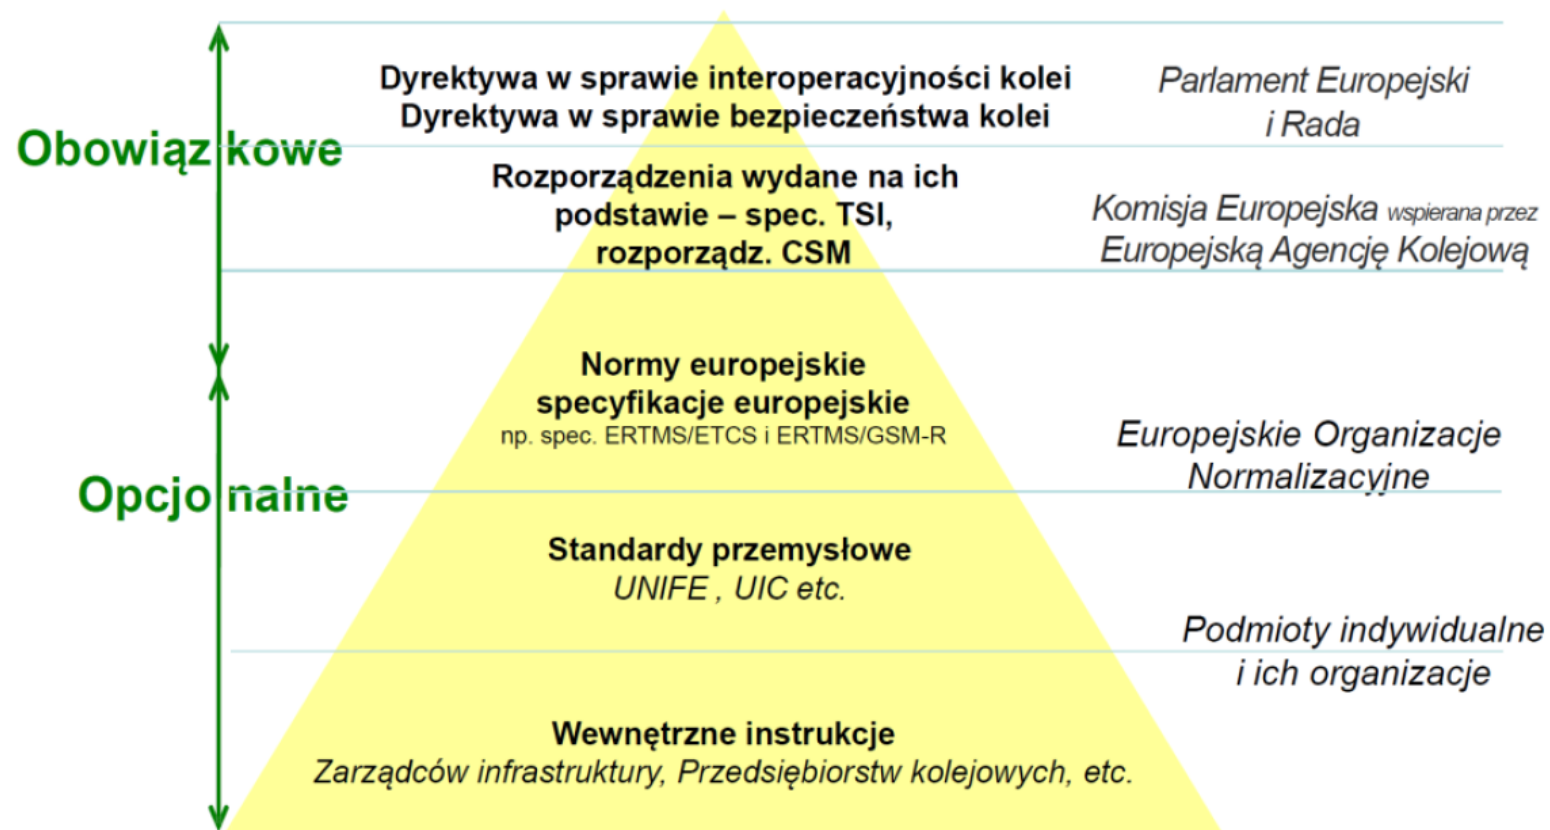 Dyrektywa w sprawie interoperacyjności kolei
Dyrektywa w sprawie bezpieczeństwa kolei
Parlament Europejski
i Rada
Obowiązkowe
Rozporządzenia wydane na ich
podstawie – spec. TSI,
rozporządz. CSM
Komisja Europejska wspierana przez
Europejską Agencję Kolejową
Normy europejskie
specyfikacje europejskie
np. spec. ERTMS/ETCS i ERTMS/GSM-R
Europejskie Organizacje
Normalizacyjne
Opcjonalne
Standardy przemysłowe
UNIFE , UIC etc.
Podmioty indywidualne
i ich organizacje
Wewnętrzne instrukcje
Zarządców infrastruktury, Przedsiębiorstw kolejowych, etc.